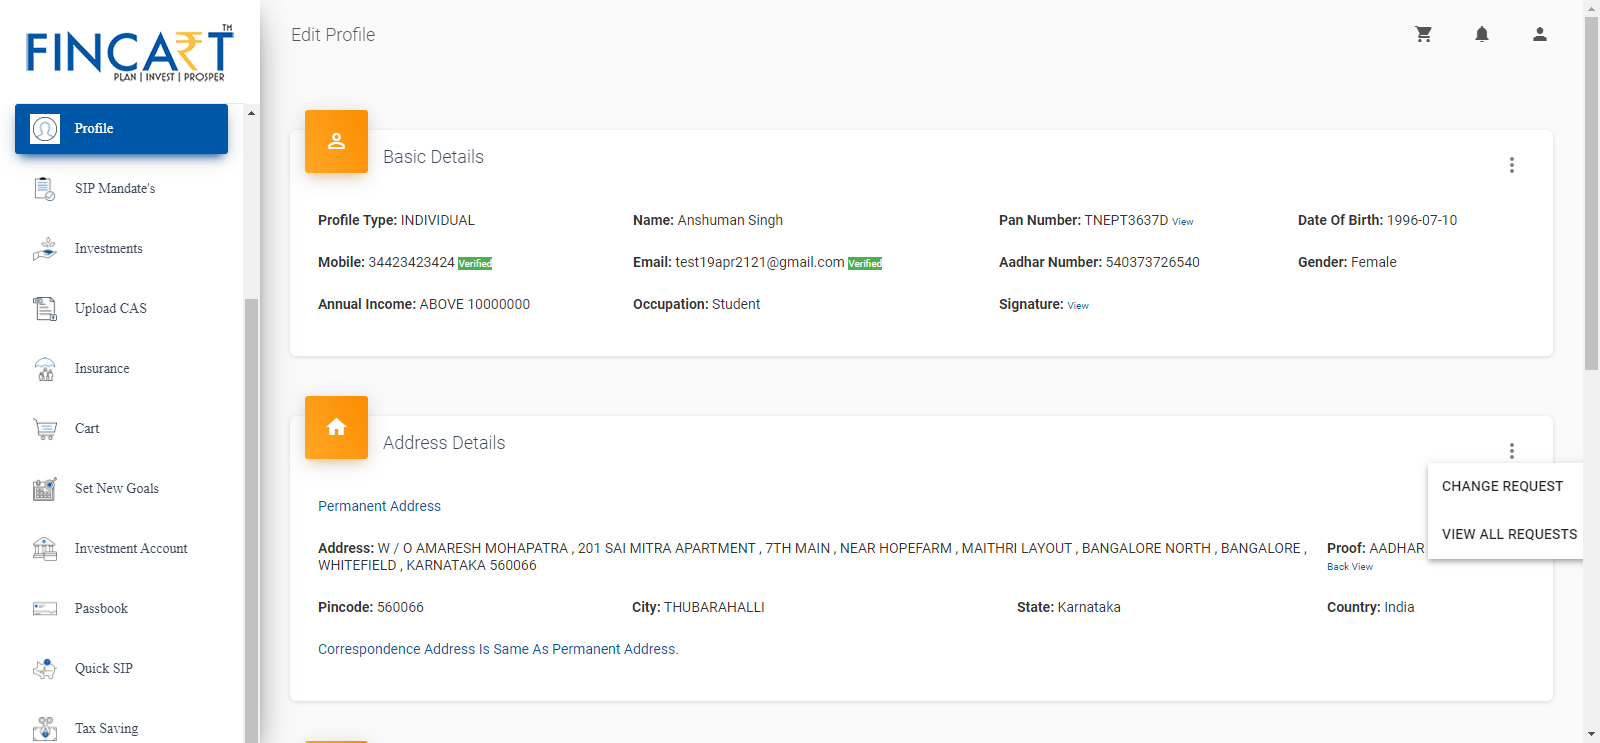 FINCART TM
PLAN | INVEST | PROSPER
Profile
SIP Mandate's
Investments
Upload CAS
Insurance
Cart
Set New Goals
Investment Account
Passbook
Quick SIP
Tax Saving
Edit Profile
Basic Details
Profile Type: INDIVIDUAL
Name: Anshuman Singh
Pan Number: TNEPT3637D View
Date Of Birth: 1996-07-10
Mobile: 34423423424 Verified
Email: test19apr2121@gmail.com Verified
Aadhar Number: 540373726540
Gender: Female
Annual Income: ABOVE 10000000
Occupation: Student
Signature: View
Address Details
CHANGE REQUEST
VIEW ALL REQUESTS
Permanent Address
Address: W / O AMARESH MOHAPATRA , 201 SAI MITRA APARTMENT , 7TH MAIN , NEAR HOPEFARM , MAITHRI LAYOUT , BANGALORE NORTH , BANGALORE ,
WHITEFIELD , KARNATAKA 560066
Proof: AADHAR
Back View
Pincode: 560066
City: THUBARAHALLI
State: Karnataka
Country: India
Correspondence Address Is Same As Permanent Address.